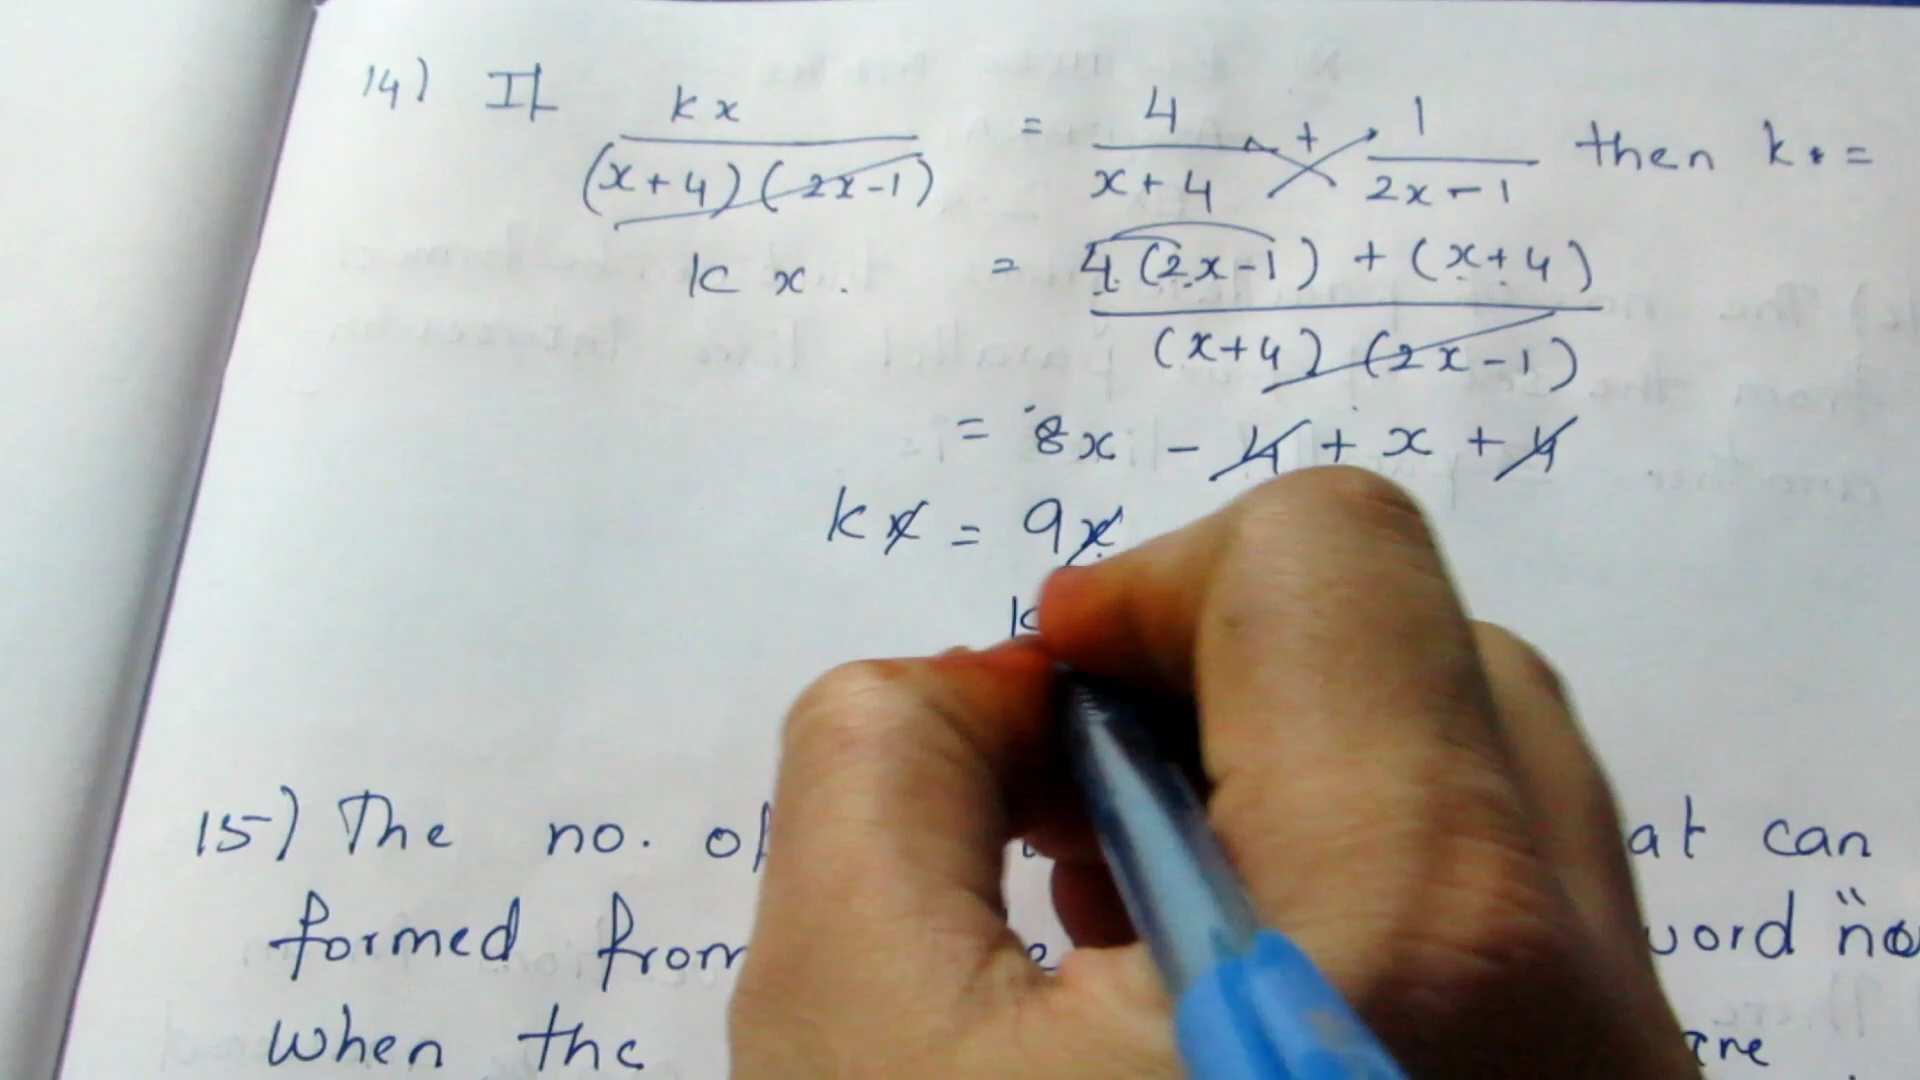 14) If kx / (x+4)(2x-1) = 4 / x+4 + 1 / 2x-1 then k =
kx. = 4(2x-1) + (x+4) / (x+4)(2x-1)
= 8x - 4 + x + 4
kx = 9x
k
15) The no. of at can
formed from word
when the are